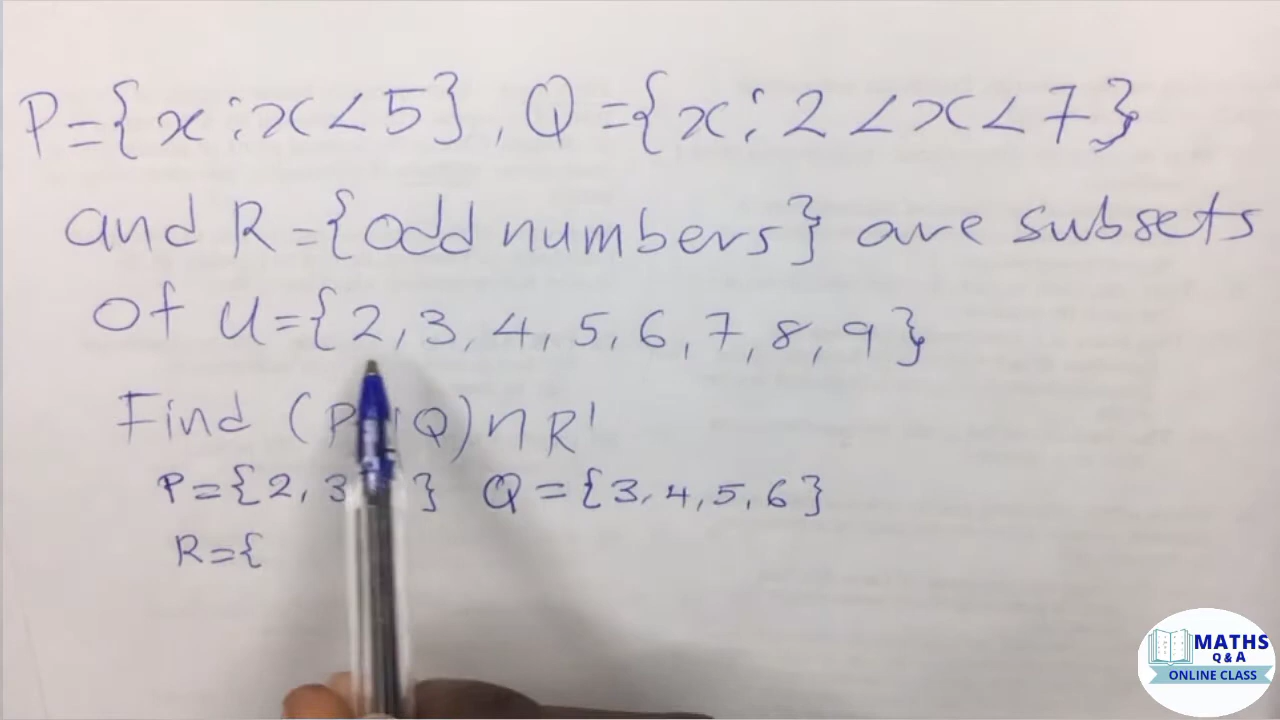 P={x:x<5}, Q={x:2<x<7}
and R={odd numbers} are subsets
of U={2,3,4,5,6,7,8,9}
Find (P Q)∩R'
P={2,3 } Q={3,4,5,6}
R={
MATHS
Q & A
ONLINE CLASS